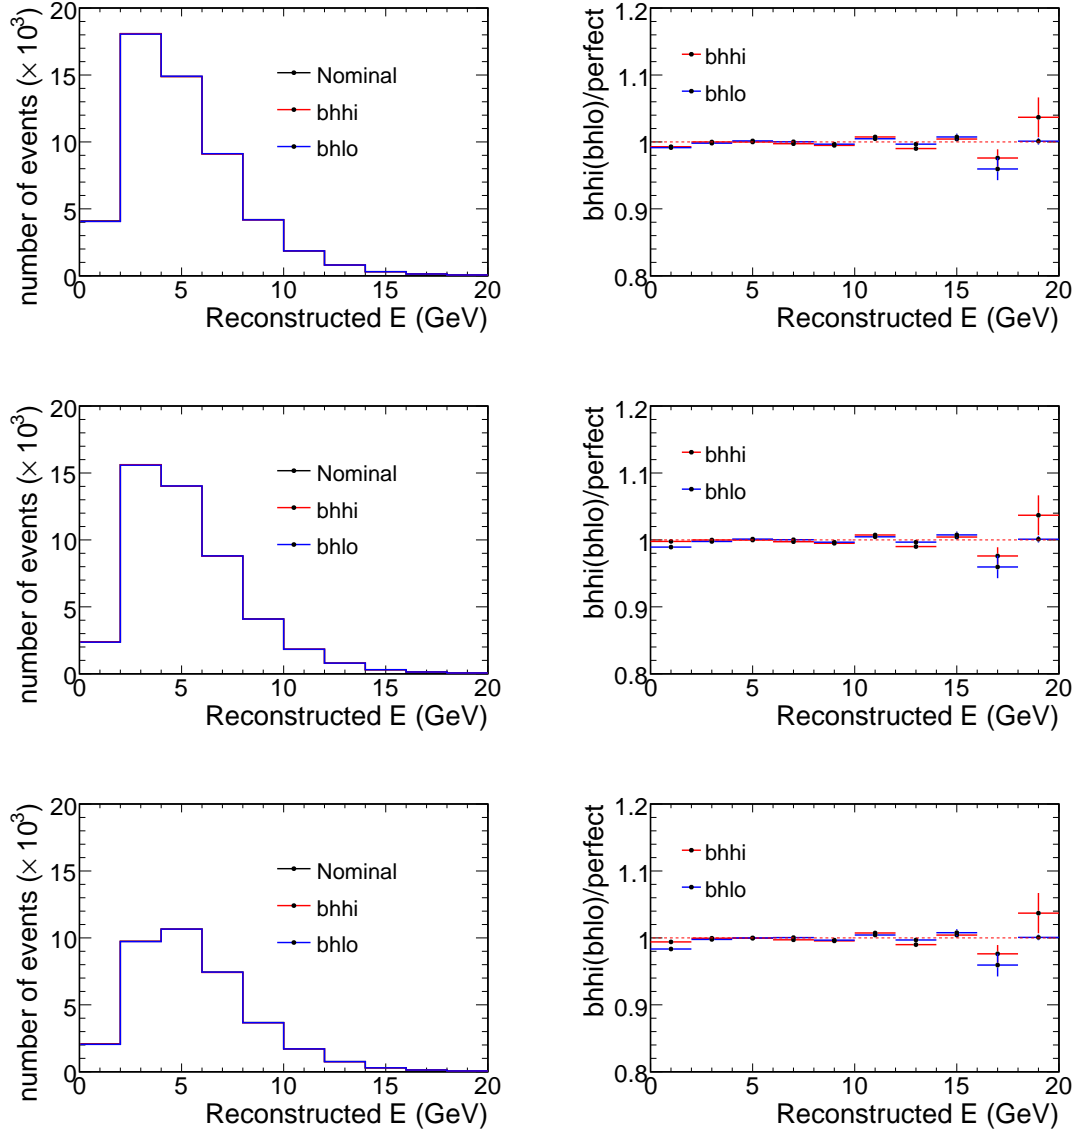 number of events (× 10³)
20
15
10
5
0
Nominal
bhhi
bhlo
0 5 10 15 20
Reconstructed E (GeV)
bhhi(bhlo)/perfect
1.2
1.1
1
0.9
0.8
bhhi
bhlo
0 5 10 15 20
Reconstructed E (GeV)
number of events (× 10³)
20
15
10
5
0
Nominal
bhhi
bhlo
0 5 10 15 20
Reconstructed E (GeV)
bhhi(bhlo)/perfect
1.2
1.1
1
0.9
0.8
bhhi
bhlo
0 5 10 15 20
Reconstructed E (GeV)
number of events (× 10³)
20
15
10
5
0
Nominal
bhhi
bhlo
0 5 10 15 20
Reconstructed E (GeV)
bhhi(bhlo)/perfect
1.2
1.1
1
0.9
0.8
bhhi
bhlo
0 5 10 15 20
Reconstructed E (GeV)